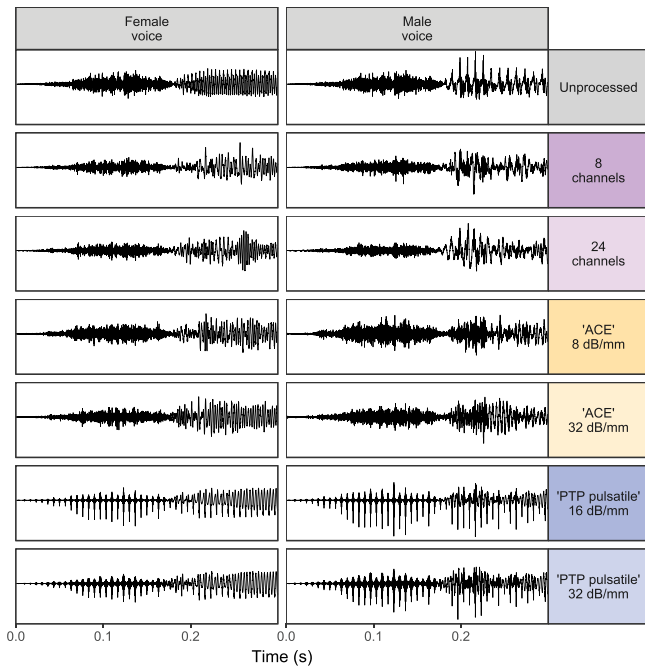 Female
voice
Male
voice
Unprocessed
8
channels
24
channels
'ACE'
8 dB/mm
'ACE'
32 dB/mm
'PTP pulsatile'
16 dB/mm
'PTP pulsatile'
32 dB/mm
0.0 0.1 0.2 0.0 0.1 0.2
Time (s)